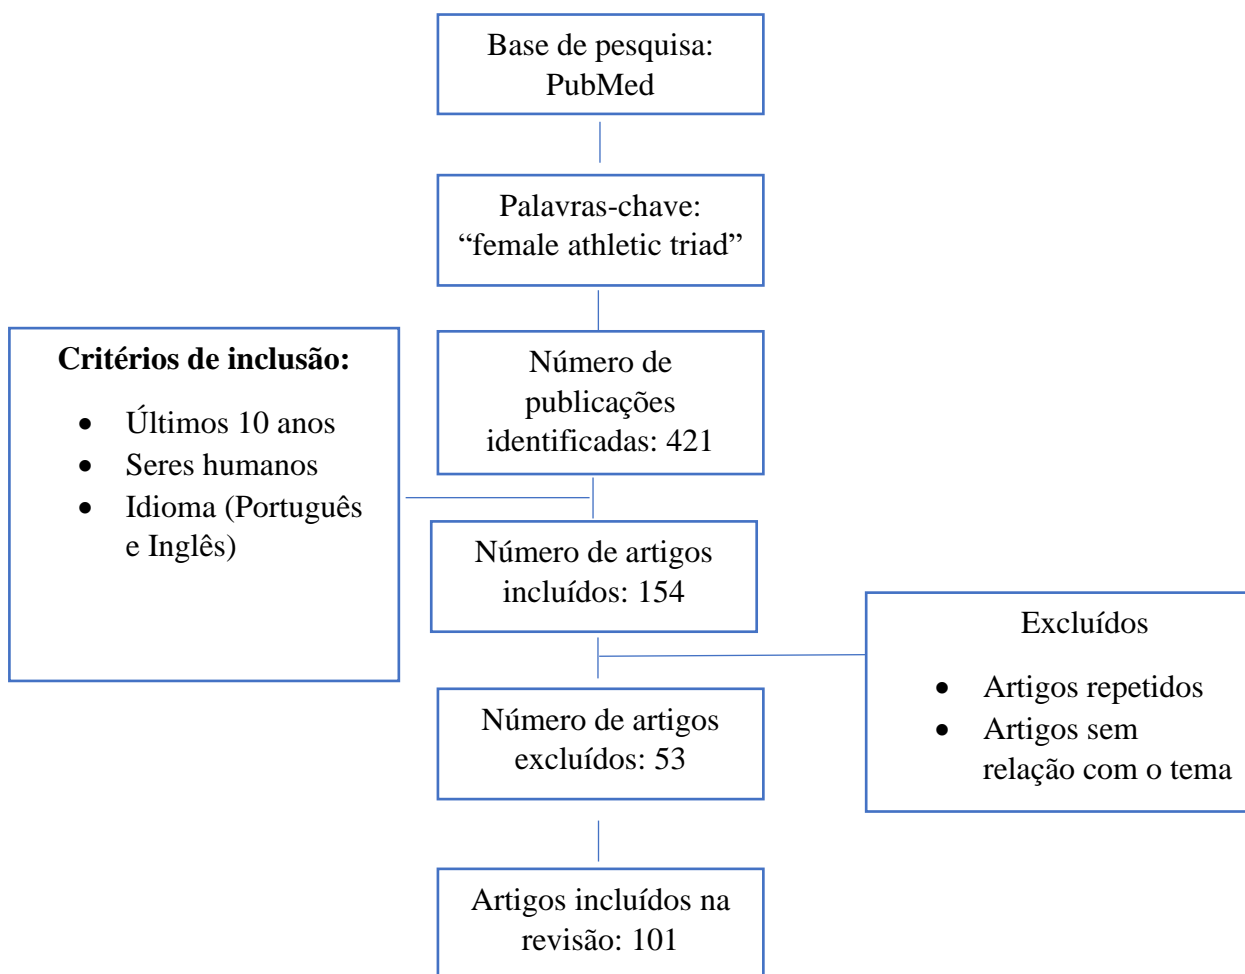 Base de pesquisa:
PubMed
Palavras-chave:
“female athletic triad”
Número de
publicações
identificadas: 421
Critérios de inclusão:
• Últimos 10 anos
• Seres humanos
• Idioma (Português
e Inglês)
Número de artigos
incluídos: 154
Excluídos
• Artigos repetidos
• Artigos sem
relação com o tema
Número de artigos
excluídos: 53
Artigos incluídos na
revisão: 101